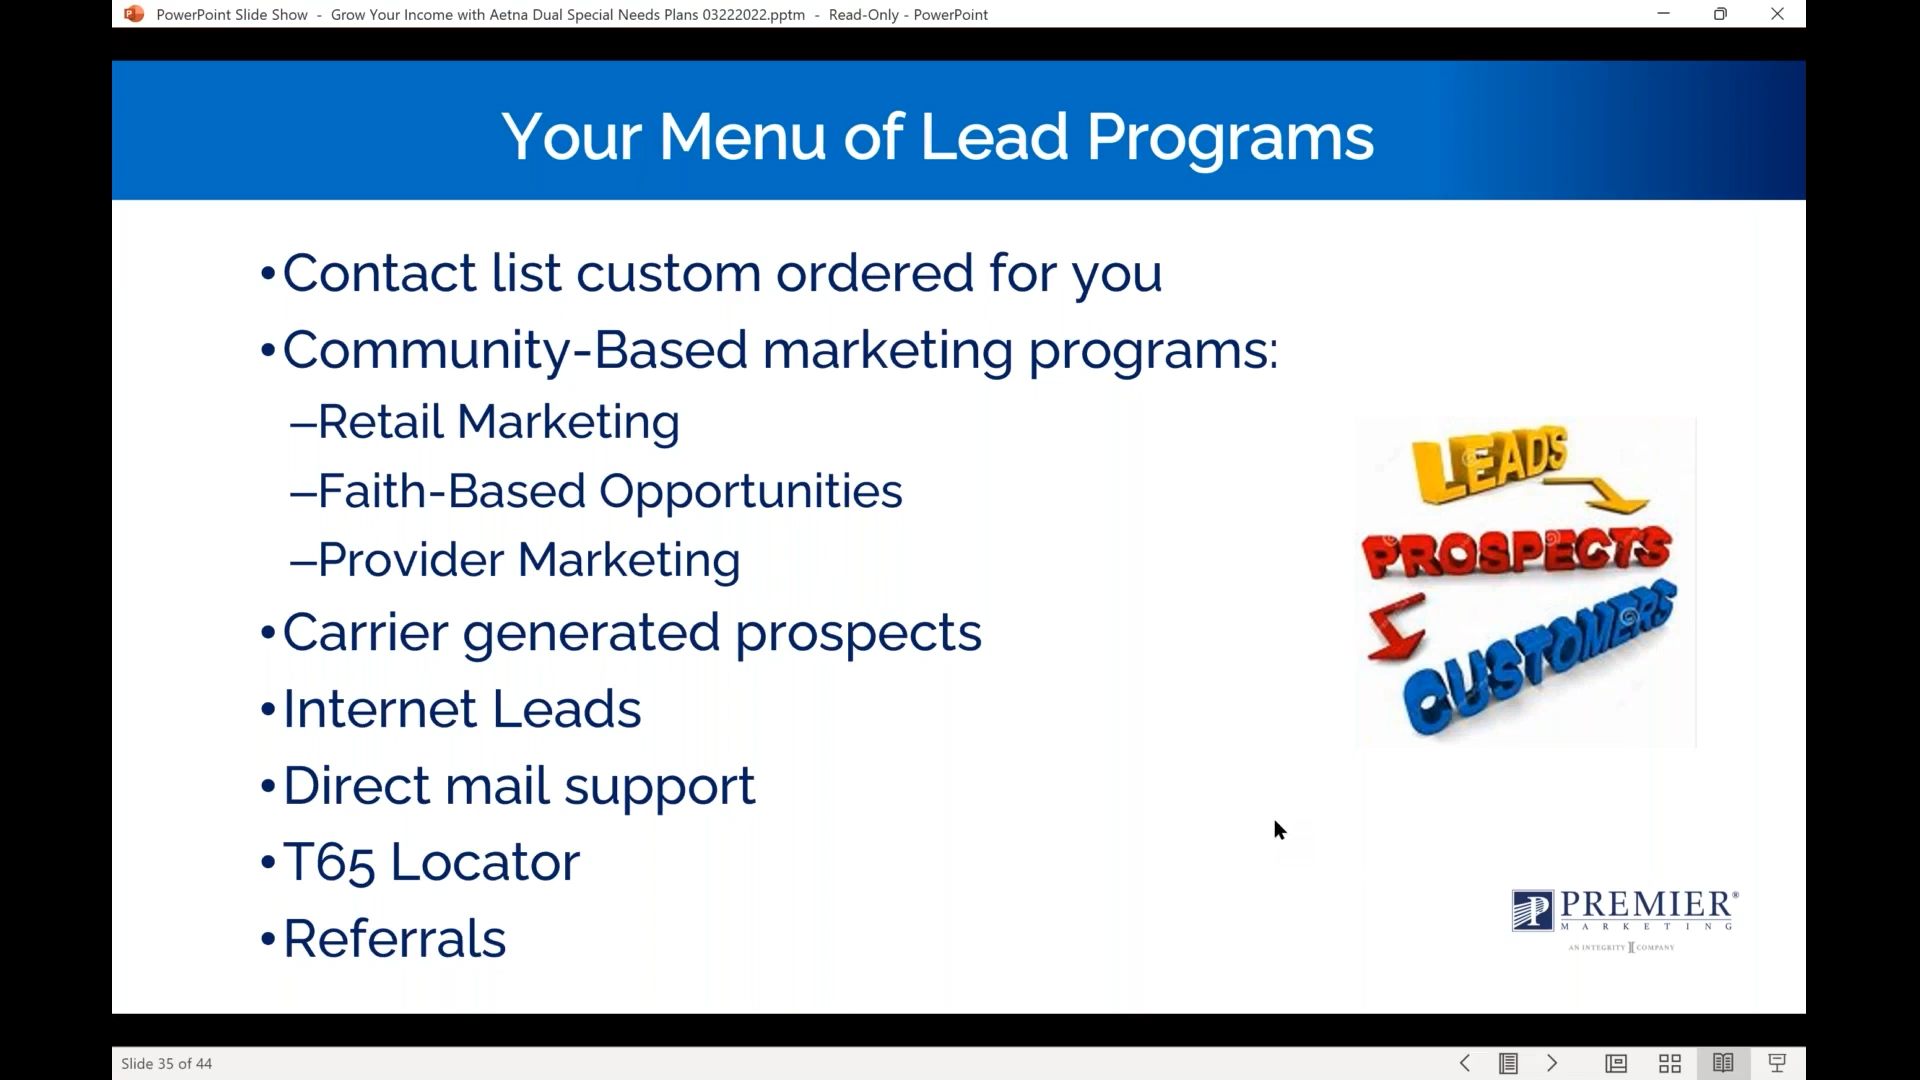 PowerPoint Slide Show - Grow Your Income with Aetna Dual Special Needs Plans 03222022.pptm - Read-Only - PowerPoint
Your Menu of Lead Programs
•Contact list custom ordered for you
•Community-Based marketing programs:
–Retail Marketing
–Faith-Based Opportunities
–Provider Marketing
•Carrier generated prospects
•Internet Leads
•Direct mail support
•T65 Locator
•Referrals
LEADS
PROSPECTS
CUSTOMERS
P PREMIER®
MARKETING
AN INTEGRITY COMPANY
Slide 35 of 44